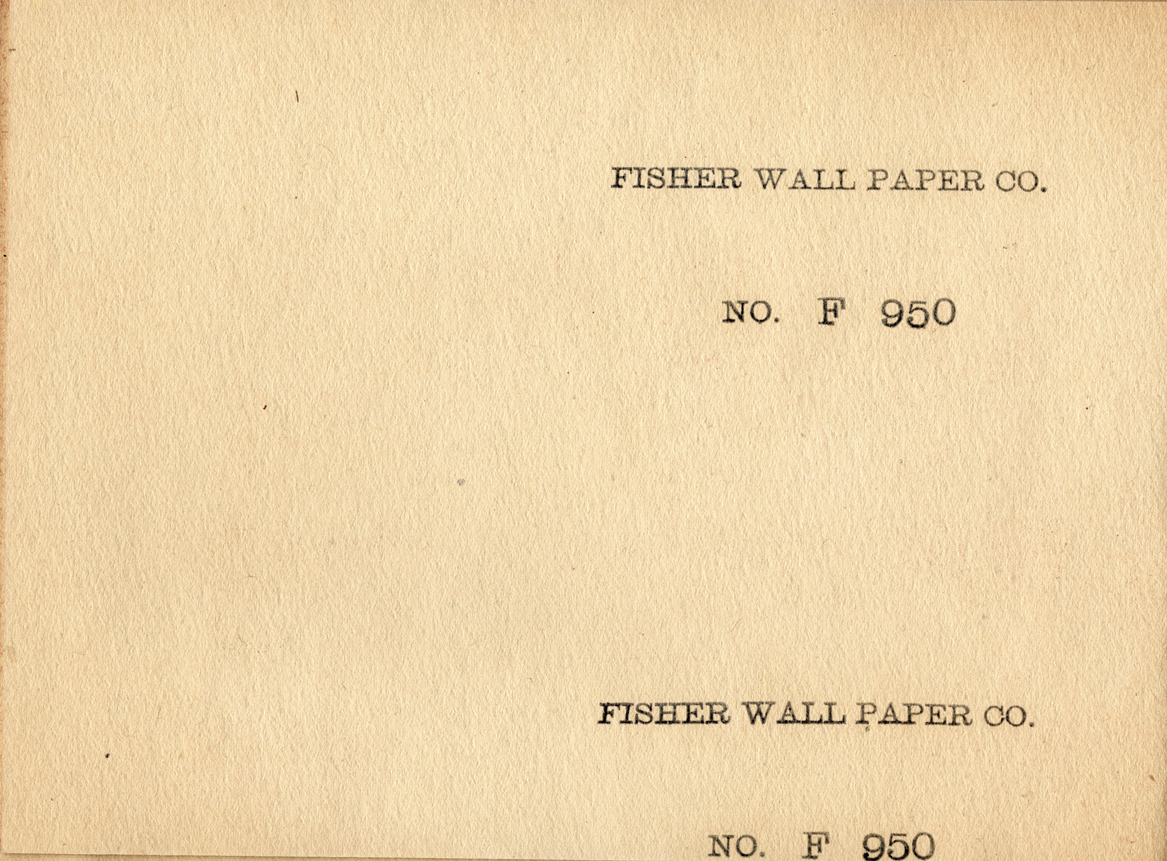 FISHER WALL PAPER CO.
NO. F 950
FISHER WALL PAPER CO.
NO. F 950